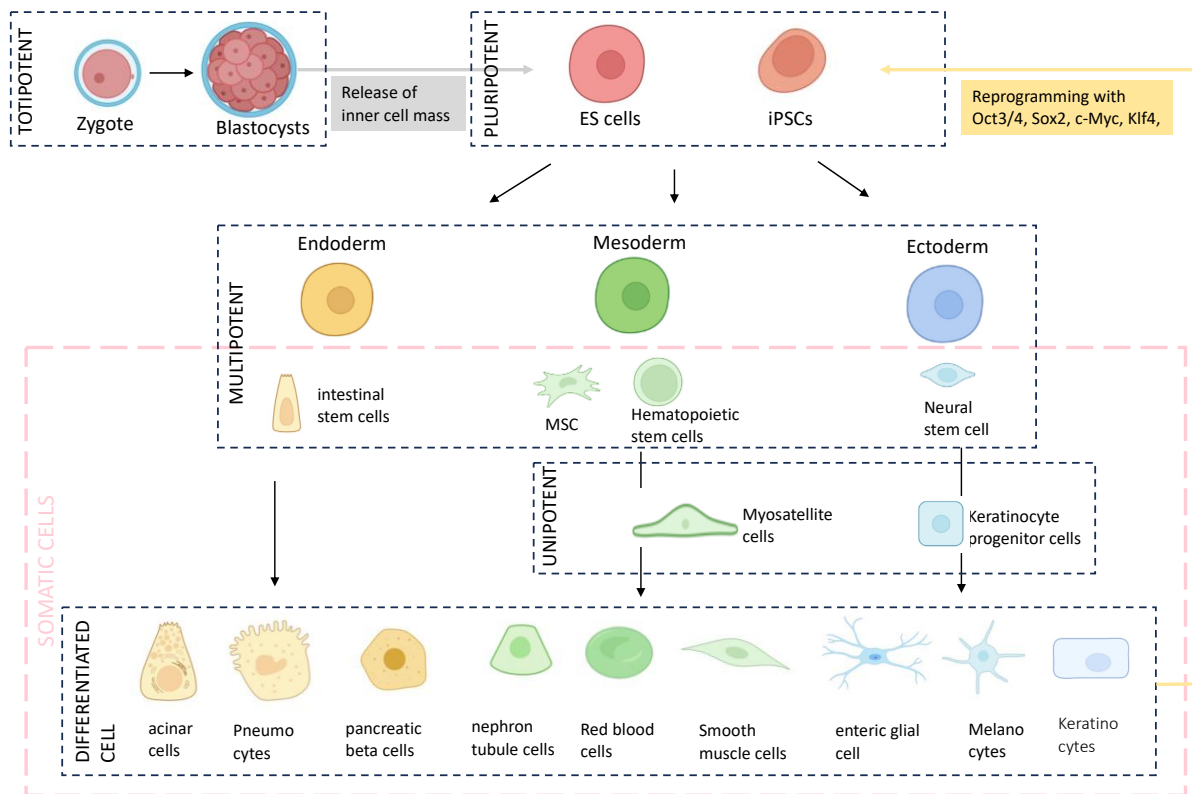 TOTIPOTENT
Zygote
Blastocysts
Release of
inner cell mass
PLURIPOTENT
ES cells
iPSCs
Reprogramming with
Oct3/4, Sox2, c-Myc, Klf4,
MULTIPOTENT
Endoderm
Mesoderm
Ectoderm
intestinal
stem cells
MSC
Hematopoietic
stem cells
Neural
stem cell
SOMATIC CELLS
UNIPOTENT
Myosatellite
cells
Keratinocyte
progenitor cells
DIFFERENTIATED
CELL
acinar
cells
Pneumo
cytes
pancreatic
beta cells
nephron
tubule cells
Red blood
cells
Smooth
muscle cells
enteric glial
cell
Melano
cytes
Keratino
cytes